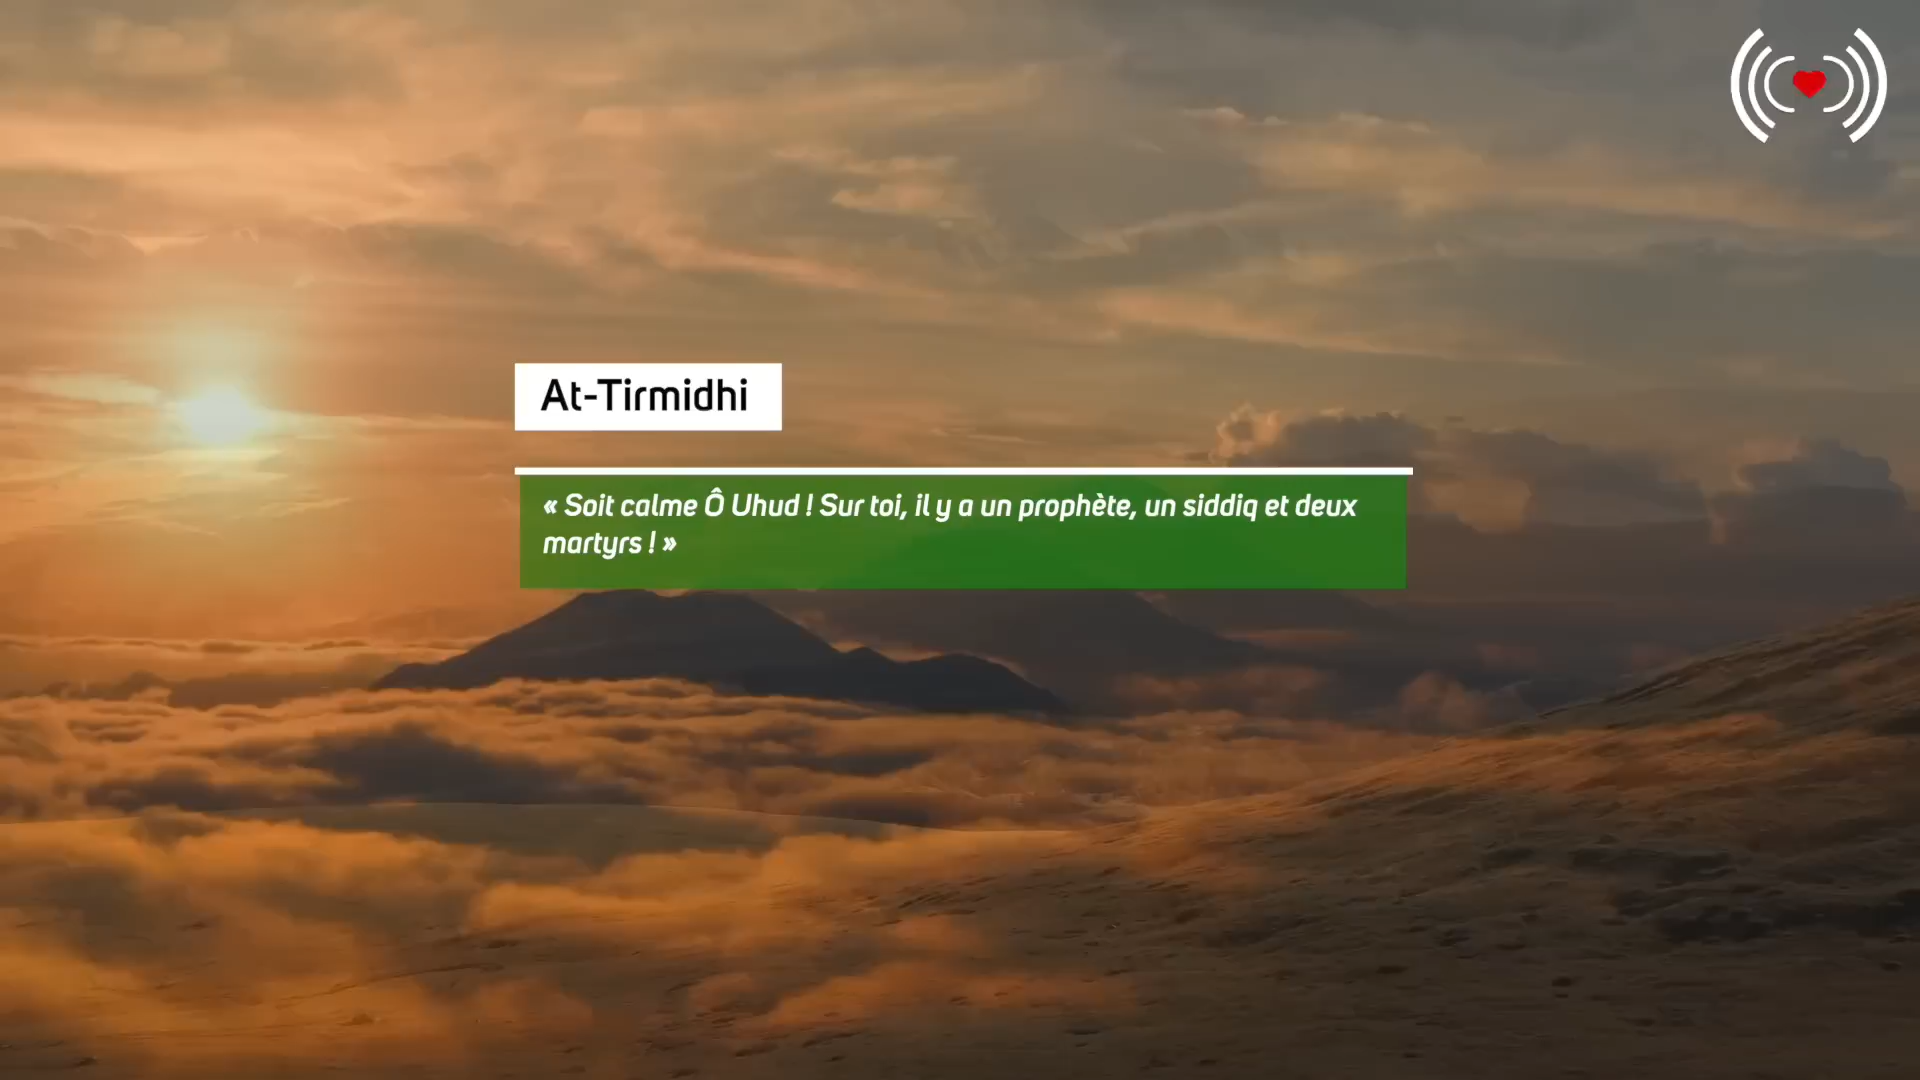 At-Tirmidhi
« Soit calme Ô Uhud ! Sur toi, il y a un prophète, un siddiq et deux
martyrs ! »